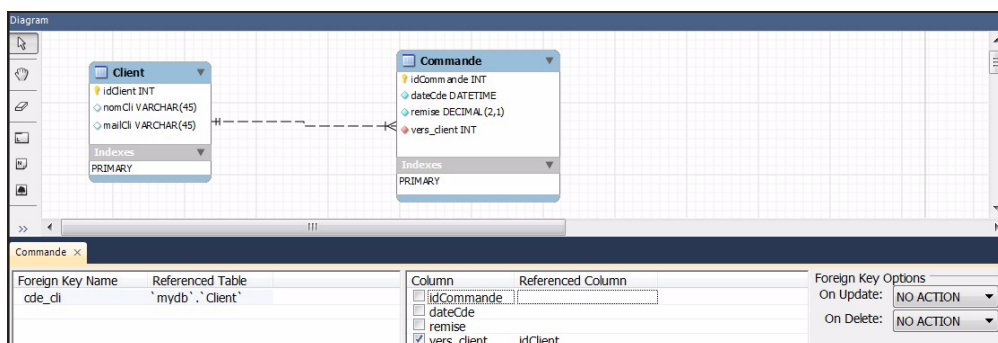 Diagram
Client
idClient INT
nomCli VARCHAR(45)
mailCli VARCHAR(45)
Indexes
PRIMARY
Commande
idCommande INT
dateCde DATETIME
remise DECIMAL(2,1)
vers_client INT
Indexes
PRIMARY
Commande ×
Foreign Key Name Referenced Table
cde_cli `mydb`.`Client`
Column Referenced Column
idCommande
dateCde
remise
vers_client idClient
Foreign Key Options
On Update: NO ACTION
On Delete: NO ACTION